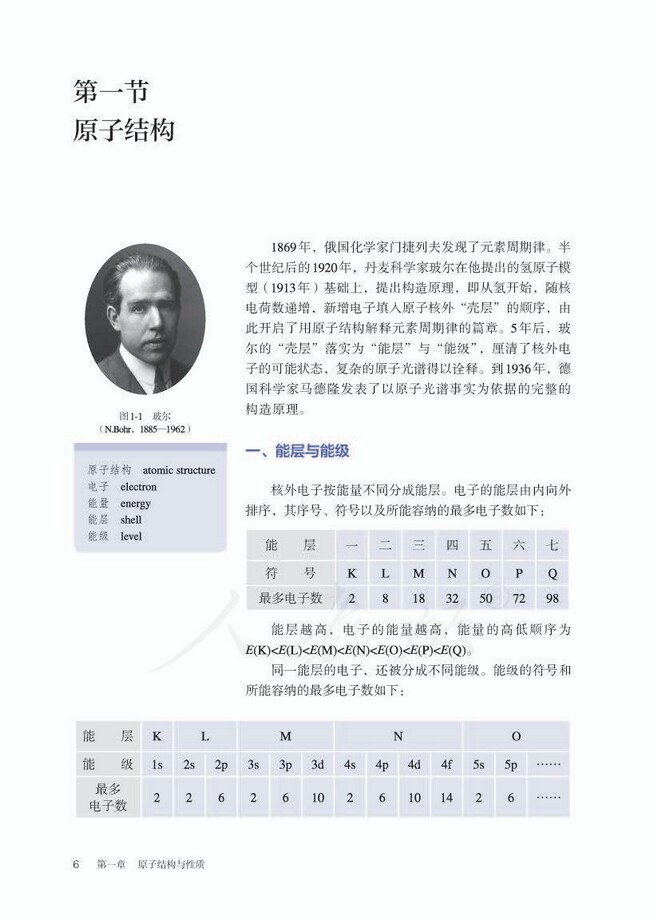 第一节
原子结构
1869年，俄国化学家门捷列夫发现了元素周期律。半
个世纪后的1920年，丹麦科学家玻尔在他提出的氢原子模
型（1913年）基础上，提出构造原理，即从氢开始，随核
电荷数递增，新增电子填入原子核外“壳层”的顺序，由
此开启了用原子结构解释元素周期律的篇章。5年后，玻
尔的“壳层”落实为“能层”与“能级”，厘清了核外电
子的可能状态，复杂的原子光谱得以诠释。到1936年，德
国科学家马德隆发表了以原子光谱事实为依据的完整的
构造原理。
图1-1 玻尔
（N.Bohr，1885—1962）
原子结构 atomic structure
电子 electron
能量 energy
能层 shell
能级 level
一、能层与能级
核外电子按能量不同分成能层。电子的能层由内向外
排序，其序号、符号以及所能容纳的最多电子数如下：
能 层 一 二 三 四 五 六 七
符 号 K L M N O P Q
最多电子数 2 8 18 32 50 72 98
能层越高，电子的能量越高，能量的高低顺序为
E(K)<E(L)<E(M)<E(N)<E(O)<E(P)<E(Q)。
同一能层的电子，还被分成不同能级。能级的符号和
所能容纳的最多电子数如下：
能 层 K L M N O
能 级 1s 2s 2p 3s 3p 3d 4s 4p 4d 4f 5s 5p ……
最多
电子数 2 2 6 2 6 10 2 6 10 14 2 6 ……
6 第一章 原子结构与性质